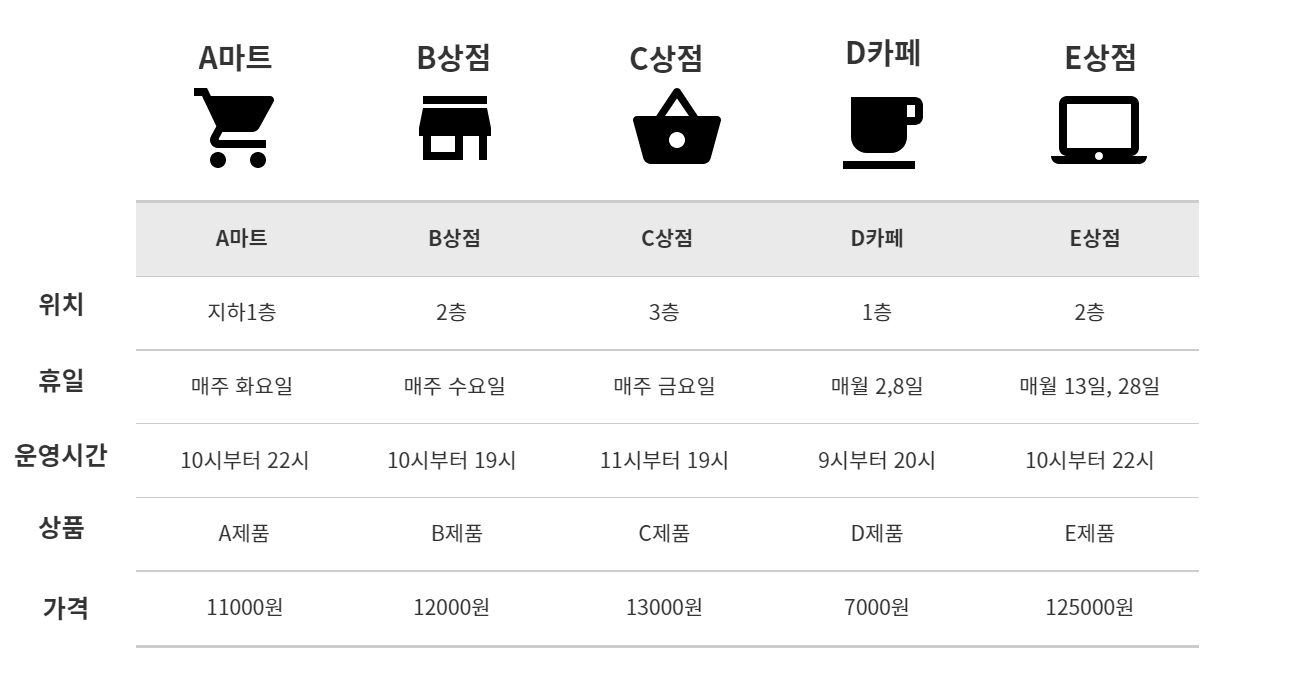 A마트 B상점 C상점 D카페 E상점
A마트 B상점 C상점 D카페 E상점
위치 지하1층 2층 3층 1층 2층
휴일 매주 화요일 매주 수요일 매주 금요일 매월 2,8일 매월 13일, 28일
운영시간 10시부터 22시 10시부터 19시 11시부터 19시 9시부터 20시 10시부터 22시
상품 A제품 B제품 C제품 D제품 E제품
가격 11000원 12000원 13000원 7000원 125000원